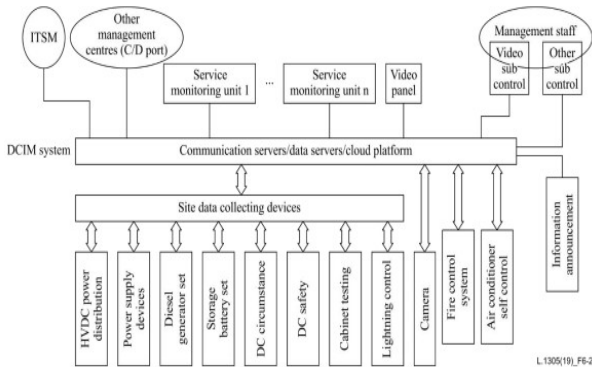 ITSM
Other
management
centres (C/D port)
Management staff
Service
monitoring unit 1
...
Service
monitoring unit n
Video
panel
Video
sub
control
Other
sub
control
DCIM system
Communication servers/data servers/cloud platform
Site data collecting devices
HVDC power
distribution
Power supply
devices
Diesel
generator set
Stonage
battery set
DC circumstance
DC safety
Cabinet testing
Lightning control
Camera
Fire control
system
Air conditioner
self control
Information
announcement
L.1305(19)_F6-2